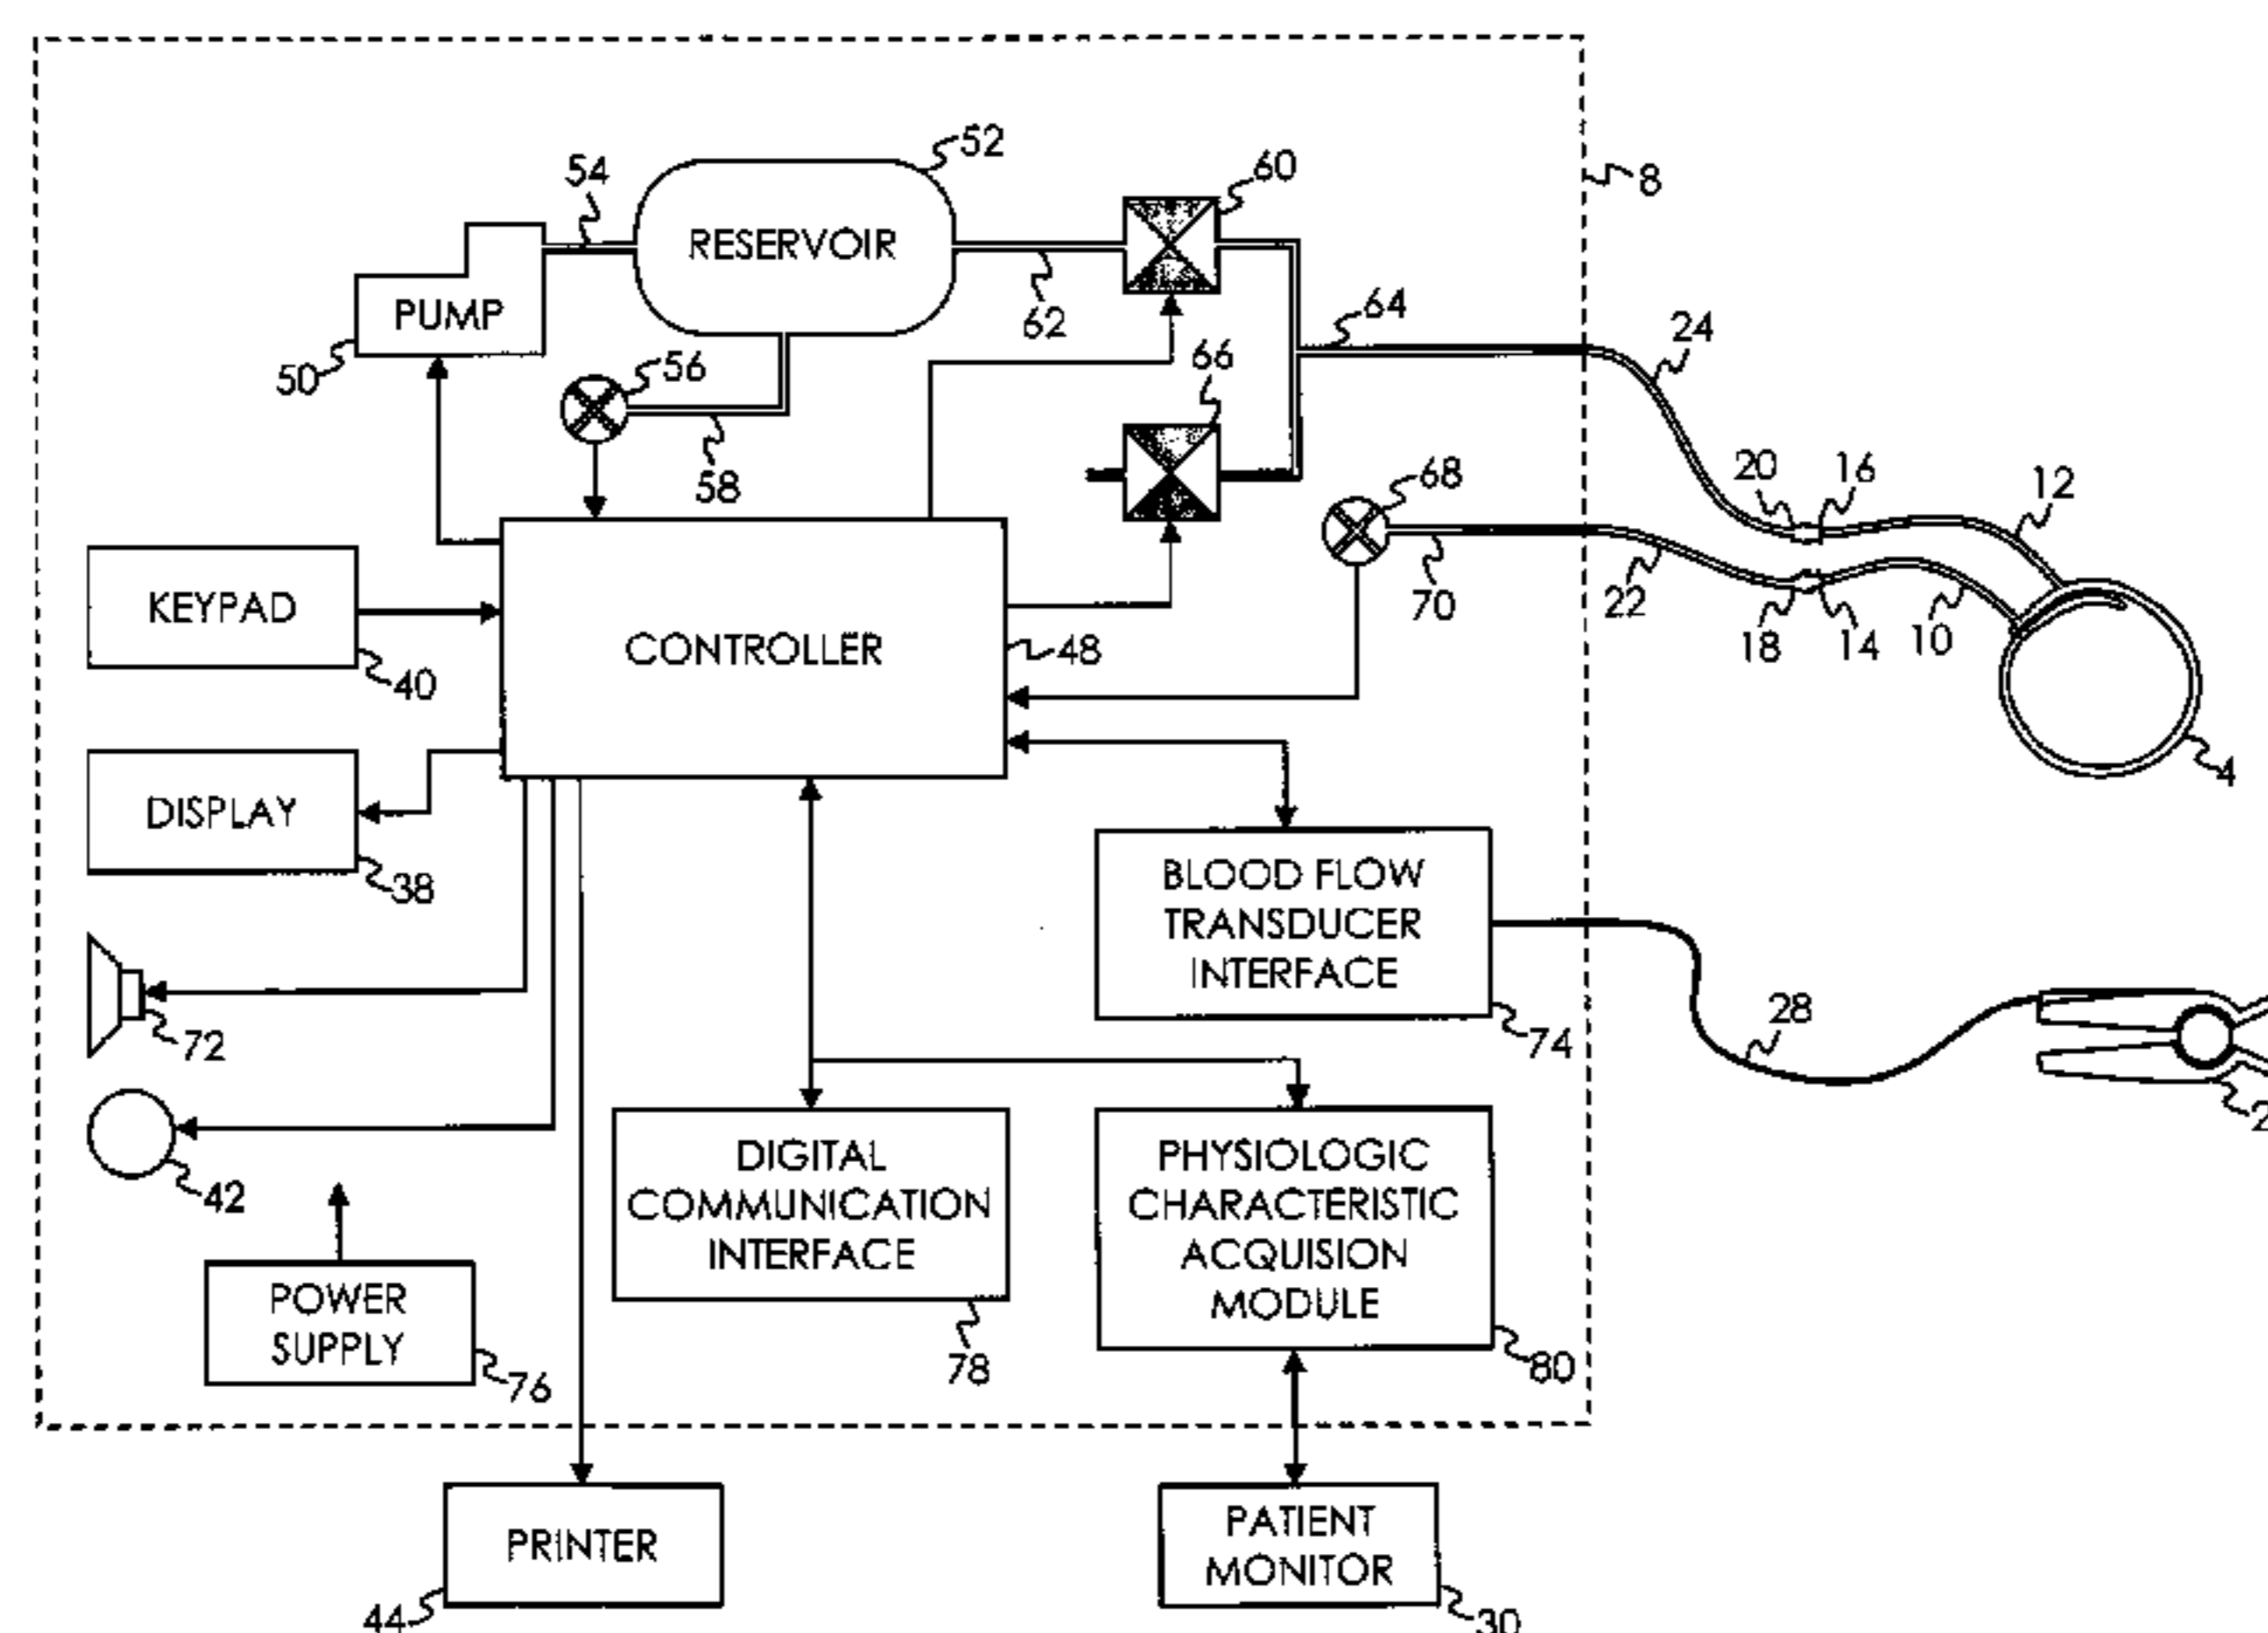 52
54
60
8
RESERVOIR
PUMP
62
64
24
50
56
66
58
20
16
12
68
KEYPAD
CONTROLLER
48
70
22
18
14
10
40
4
DISPLAY
38
BLOOD FLOW
TRANSDUCER
INTERFACE
74
28
72
2
42
DIGITAL
COMMUNICATION
INTERFACE
78
PHYSIOLOGIC
CHARACTERISTIC
ACQUISION
MODULE
80
POWER
SUPPLY
76
PRINTER
44
PATIENT
MONITOR
30